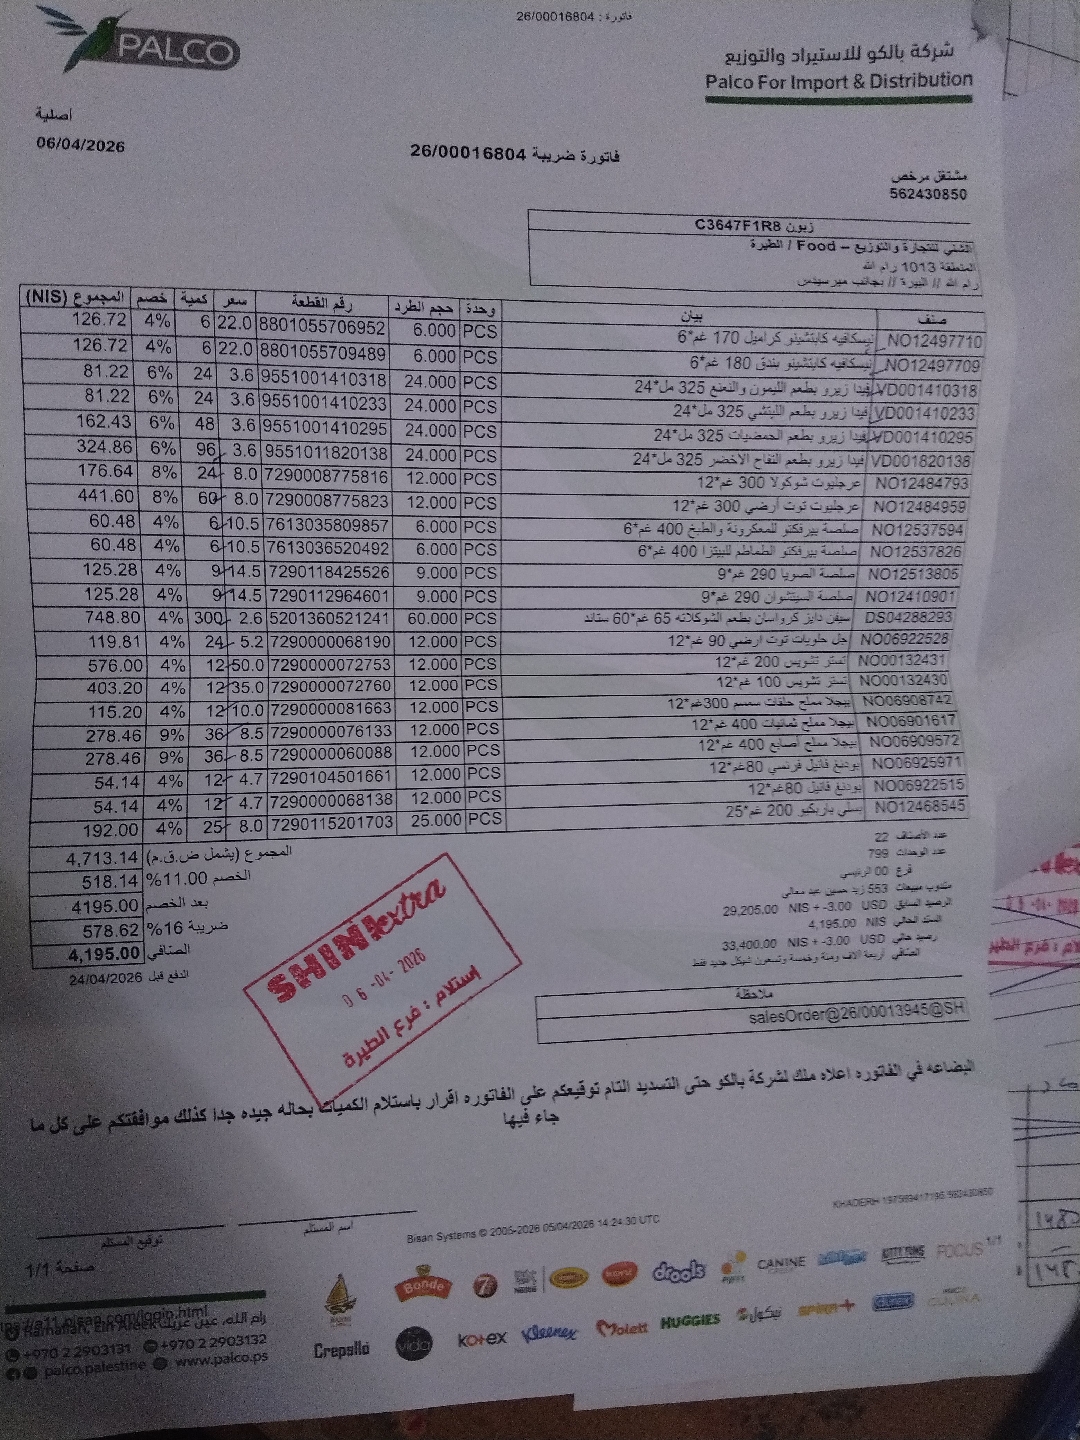 فاتورة : 26/00016804
PALCO
شركة بالكو للاستيراد والتوزيع
Palco For Import & Distribution
أصلية
06/04/2026
فاتورة ضريبة 26/00016804
مشتغل مرخص
562430850
زبون C3647F1R8
الشني للتجارة والتوزيع – Food / الطيرة
المنطقة 1013 رام الله
رام الله // البيرة // بجانب ميرسيدس
صنف بيان وحدة حجم الطرد رقم القطعة سعر كمية خصم المجموع (NIS)
NO12497710 نيسكافيه كابتشينو كراميل 170 غم*6 PCS 6.000 8801055706952 22.0 6 4% 126.72
NO12497709 نيسكافيه كابتشينو بندق 180 غم*6 PCS 6.000 8801055709489 22.0 6 4% 126.72
VD001410318 فيدا زيرو بطعم الليمون والنعنع 325 مل*24 PCS 24.000 9551001410318 3.6 24 6% 81.22
VD001410233 فيدا زيرو بطعم الليتشي 325 مل*24 PCS 24.000 9551001410233 3.6 24 6% 81.22
VD001410295 فيدا زيرو بطعم الحمضيات 325 مل*24 PCS 24.000 9551001410295 3.6 48 6% 162.43
VD001820138 فيدا زيرو بطعم التفاح الاخضر 325 مل*24 PCS 24.000 9551011820138 3.6 96 6% 324.86
NO12484793 عرجليوت شوكولا 300 غم*12 PCS 12.000 7290008775816 8.0 24 8% 176.64
NO12484959 عرجليوت توت أرضي 300 غم*12 PCS 12.000 7290008775823 8.0 60 8% 441.60
NO12537594 صلصة بيرفكتو للمعكرونة والطبخ 400 غم*6 PCS 6.000 7613035809857 10.5 6 4% 60.48
NO12537826 صلصة بيرفكتو الطماطم للبيتزا 400 غم*6 PCS 6.000 7613036520492 10.5 6 4% 60.48
NO12513805 صلصة الصويا 290 غم*9 PCS 9.000 7290118425526 14.5 9 4% 125.28
NO12410901 صلصة السيتشوان 290 غم*9 PCS 9.000 7290112964601 14.5 9 4% 125.28
DS04288293 سيفن دايز كرواسان بطعم الشوكلاته 65 غم*60 ستاند PCS 60.000 5201360521241 2.6 300 4% 748.80
NO06922528 جل حلويات توت ارضي 90 غم*12 PCS 12.000 7290000068190 5.2 24 4% 119.81
NO00132431 تستر تشويس 200 غم*12 PCS 12.000 7290000072753 50.0 12 4% 576.00
NO00132430 تستر تشويس 100 غم*12 PCS 12.000 7290000072760 35.0 12 4% 403.20
NO06908742 بيجلا مملح حلقات سمسم 300غم*12 PCS 12.000 7290000081663 10.0 12 4% 115.20
NO06901617 بيجلا مملح ثمانيات 400 غم*12 PCS 12.000 7290000076133 8.5 36 9% 278.46
NO06909572 بيجلا مملح أصابع 400 غم*12 PCS 12.000 7290000060088 8.5 36 9% 278.46
NO06925971 بودنغ فانيل فرنسي 80غم*12 PCS 12.000 7290104501661 4.7 12 4% 54.14
NO06922515 بودنغ فانيل 80غم*12 PCS 12.000 7290000068138 4.7 12 4% 54.14
NO12468545 بسلي باربكيو 200 غم*25 PCS 25.000 7290115201703 8.0 25 4% 192.00
المجموع (يشمل ض.ق.م) 4,713.14
الخصم 11.00% 518.14
بعد الخصم 4195.00
ضريبة 16% 578.62
الصافي 4,195.00
الدفع قبل 24/04/2026
عدد الأصناف 22
عدد الوحدات 799
فرع 00 الرئيسي
مندوب مبيعات 553 زيد حسين عبد معالي
الرصيد السابق 29,205.00 NIS + -3.00 USD
السند الحالي 4,195.00 NIS
رصيد حالي 33,400.00 NIS + -3.00 USD
الصافي أربعة آلاف ومئة وخمسة وتسعون شيكل جديد فقط
SHINI extra
06-04-2026
إستلام : فرع الطيرة
ملاحظة
salesOrder@26/00013945@SH
البضاعه في الفاتوره اعلاه ملك لشركة بالكو حتى التسديد التام توقيعكم على الفاتوره اقرار باستلام الكميات بحاله جيده جدا كذلك موافقتكم على كل ما
جاء فيها
اسم المستلم
توقيع المستلم
Bisan Systems © 2005-2026 05/04/2026 14:24:30 UTC
صفحة 1/1
1/1
Bonde
7
drools
CANINE
KITTY YUMS
FOCUS
Crepallo
vida
Kotex
Kleenex
Molett
HUGGIES
نيكول
رام الله، عين عريك
Ramallah, Ein Areek
+970 2 2903131 +970 2 2903132
palco.palestine www.palco.ps